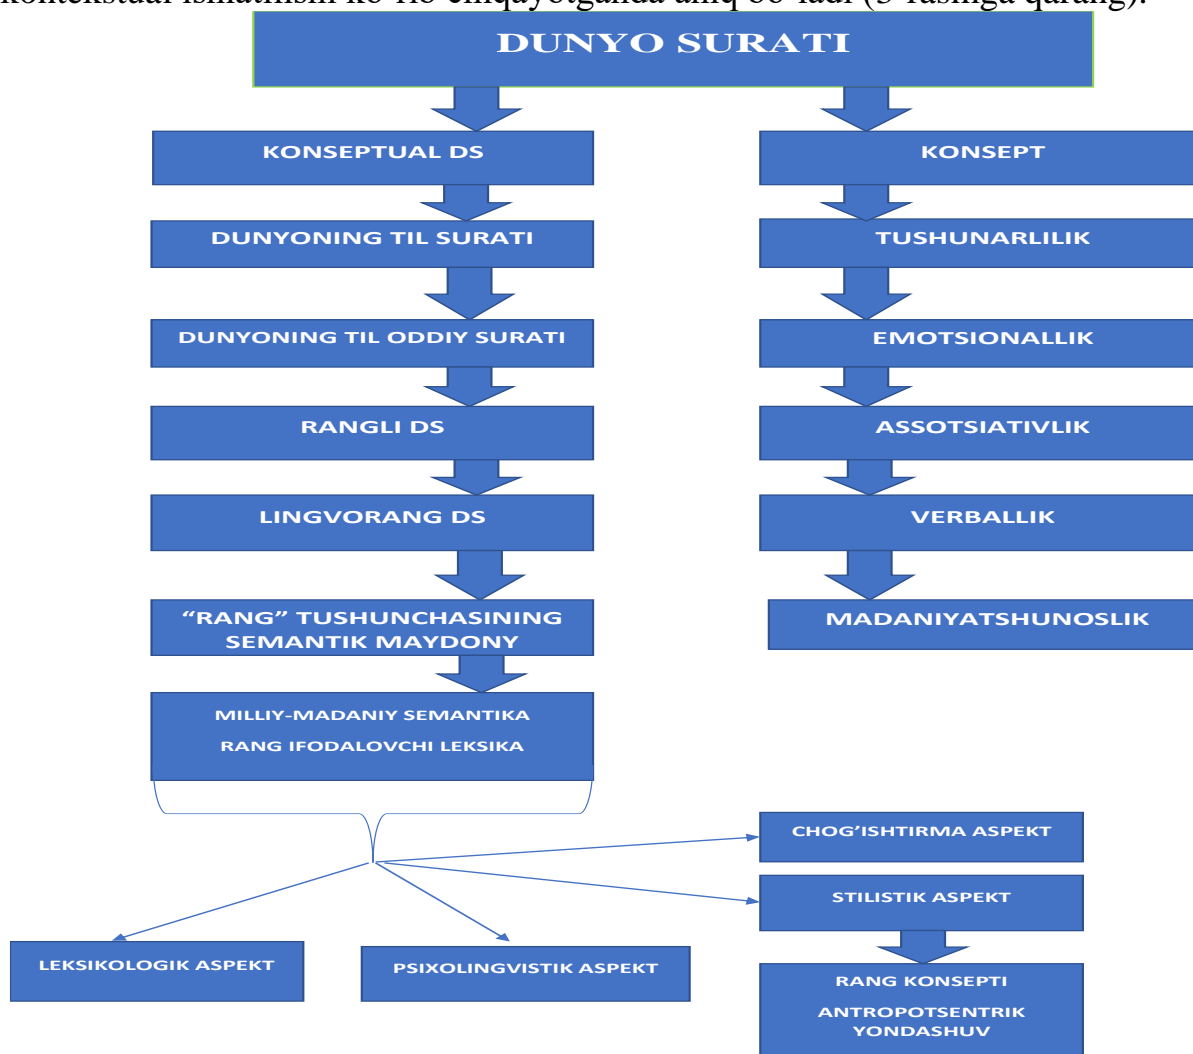 DUNYO SURATI
KONSEPTUAL DS
KONSEPT
DUNYONING TIL SURATI
TUSHUNARLILIK
DUNYONING TIL ODDIY SURATI
EMOTSIONALLIK
RANGLI DS
ASSOTSIATIVLIK
LINGVORANG DS
VERBALLIK
“RANG” TUSHUNCHASINING
SEMANTIK MAYDONY
MADANIYATSHUNOSLIK
MILLIY-MADANIY SEMANTIKA
RANG IFODALOVCHI LEKSIKA
CHOG'ISHTIRMA ASPEKT
STILISTIK ASPEKT
LEKSIKOLOGIK ASPEKT
PSIXOLINGVISTIK ASPEKT
RANG KONSEPTI
ANTROPOTSENTRIK
YONDASHUV